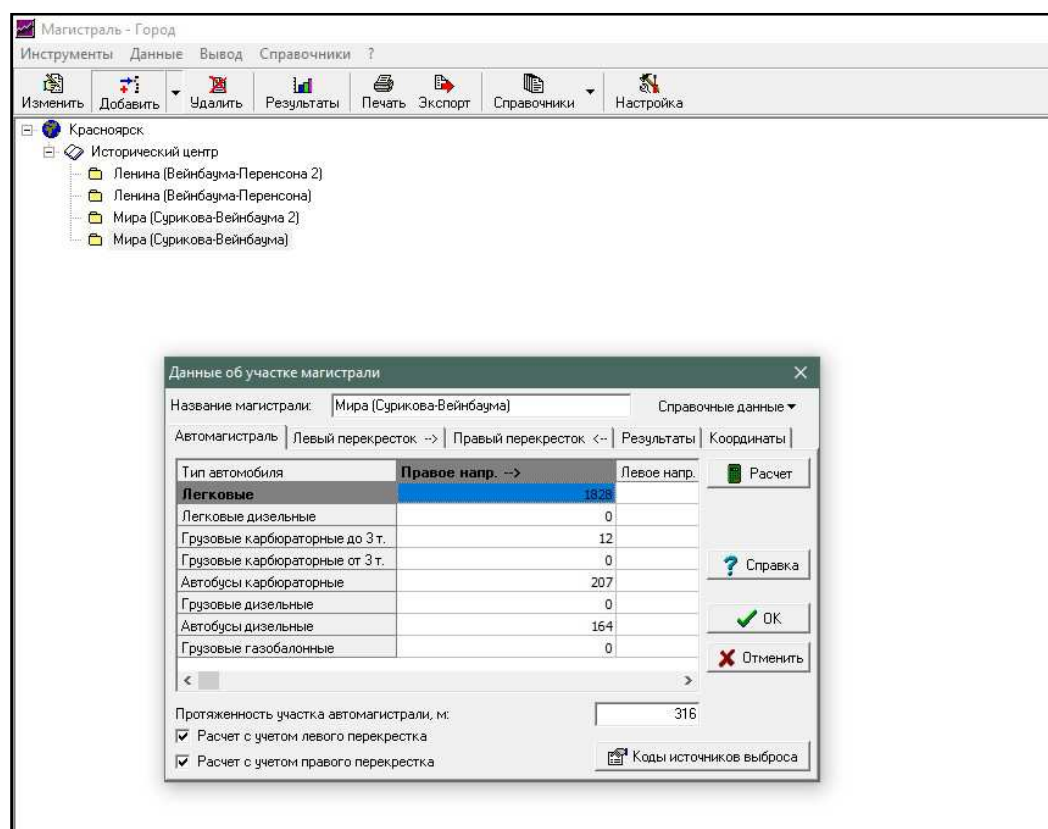 Магистраль - Город
Инструменты Данные Вывод Справочники ?
Изменить Добавить Удалить Результаты Печать Экспорт Справочники Настройка
Красноярск
Исторический центр
Ленина (Вейнбаума-Перенсона 2)
Ленина (Вейнбаума-Перенсона)
Мира (Сурикова-Вейнбаума 2)
Мира (Сурикова-Вейнбаума)
Данные об участке магистрали
Название магистрали: Мира (Сурикова-Вейнбаума) Справочные данные
Автомагистраль Левый перекресток --> Правый перекресток <-- Результаты Координаты
Тип автомобиля Правое напр. --> Левое напр. Расчет
Легковые 1828
Легковые дизельные 0
Грузовые карбюраторные до 3 т. 12
Грузовые карбюраторные от 3 т. 0 Справка
Автобусы карбюраторные 207
Грузовые дизельные 0 OK
Автобусы дизельные 164
Грузовые газобалонные 0 Отменить
Протяженность участка автомагистрали, м: 316
Расчет с учетом левого перекрестка
Расчет с учетом правого перекрестка Коды источников выброса